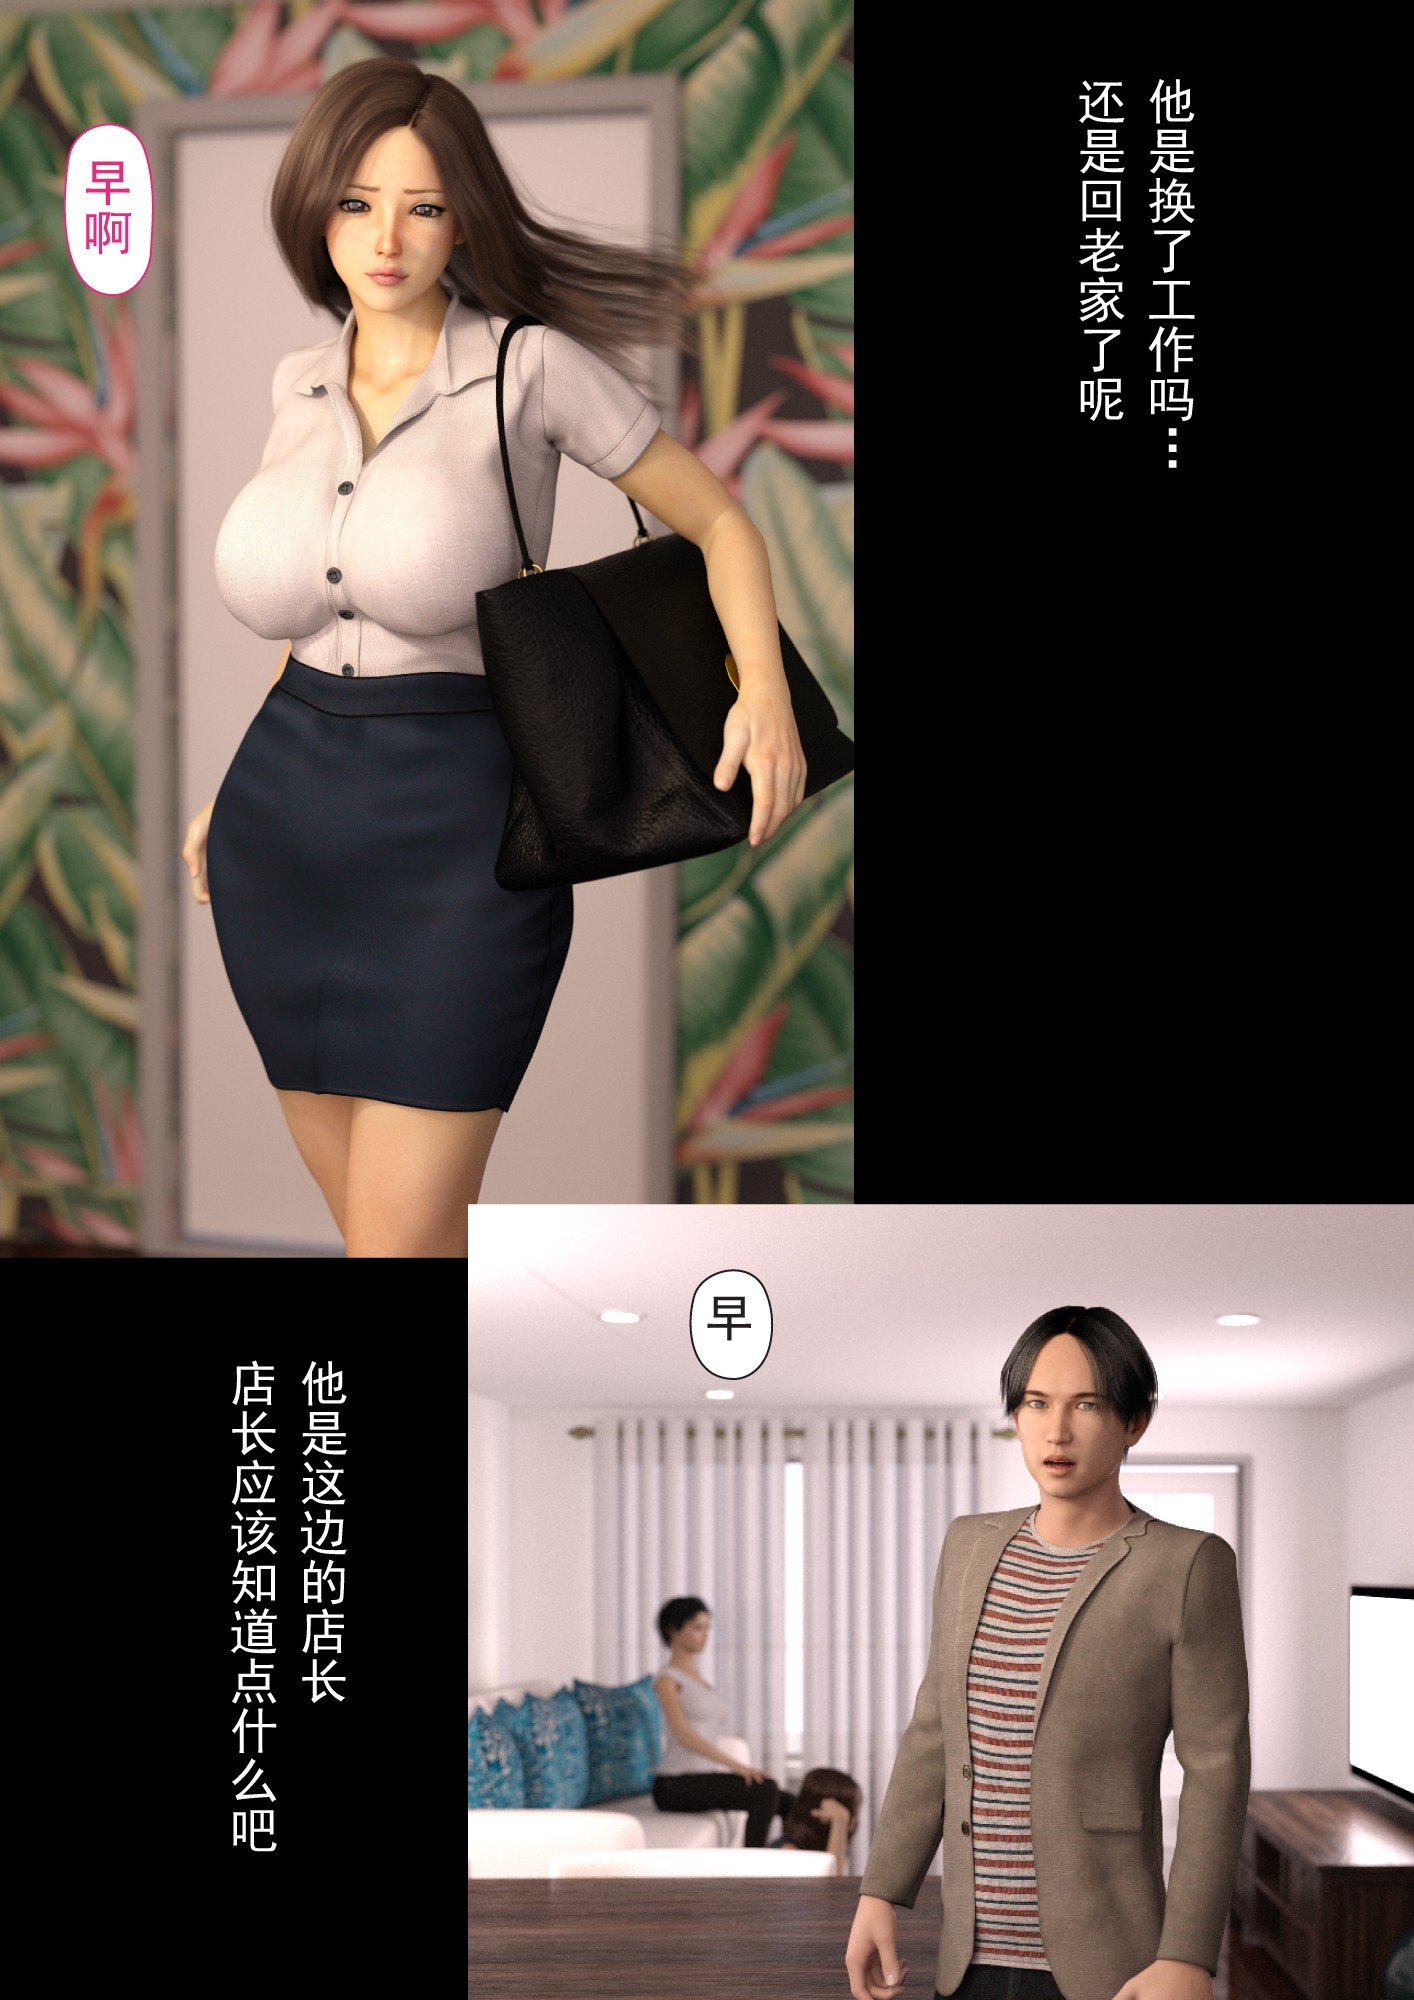 他是换了工作吗…
还是回老家了呢
早啊
早
他是这边的店长
店长应该知道点什么吧